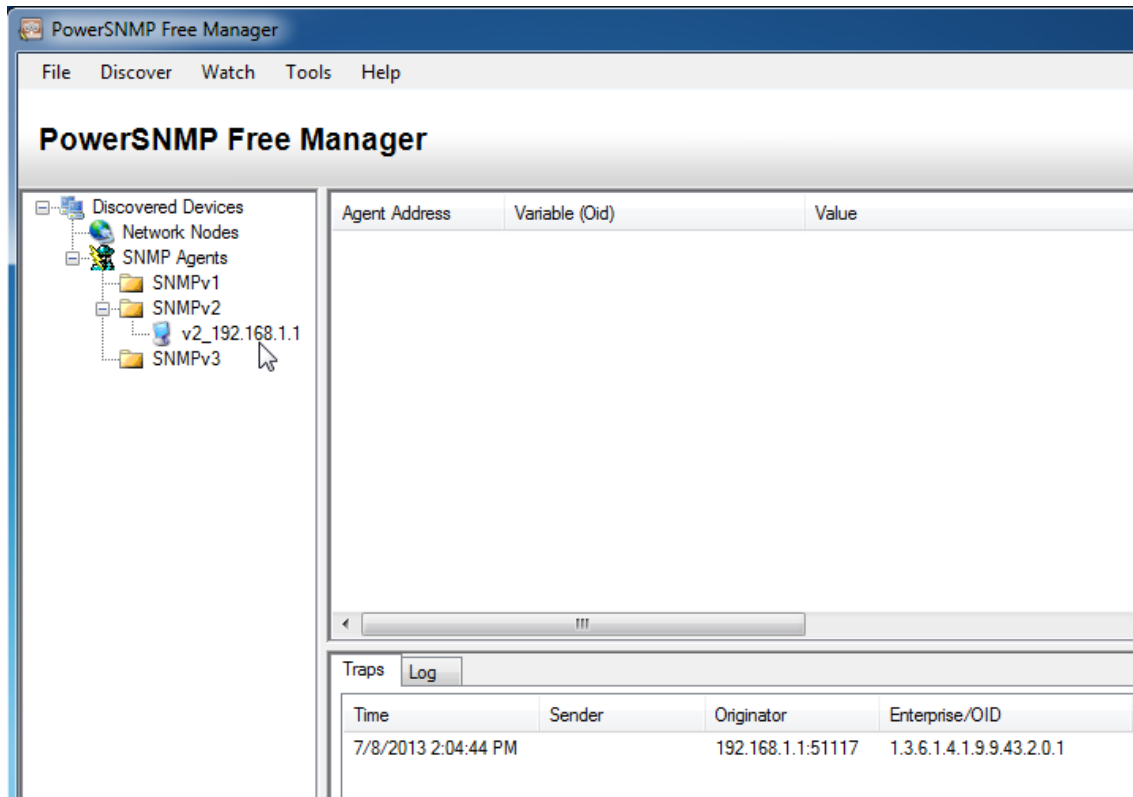 PowerSNMP Free Manager
File Discover Watch Tools Help
PowerSNMP Free Manager
Discovered Devices
Network Nodes
SNMP Agents
SNMPv1
SNMPv2
v2_192.168.1.1
SNMPv3
Agent Address Variable (Oid) Value
Traps Log
Time Sender Originator Enterprise/OID
7/8/2013 2:04:44 PM 192.168.1.1:51117 1.3.6.1.4.1.9.9.43.2.0.1